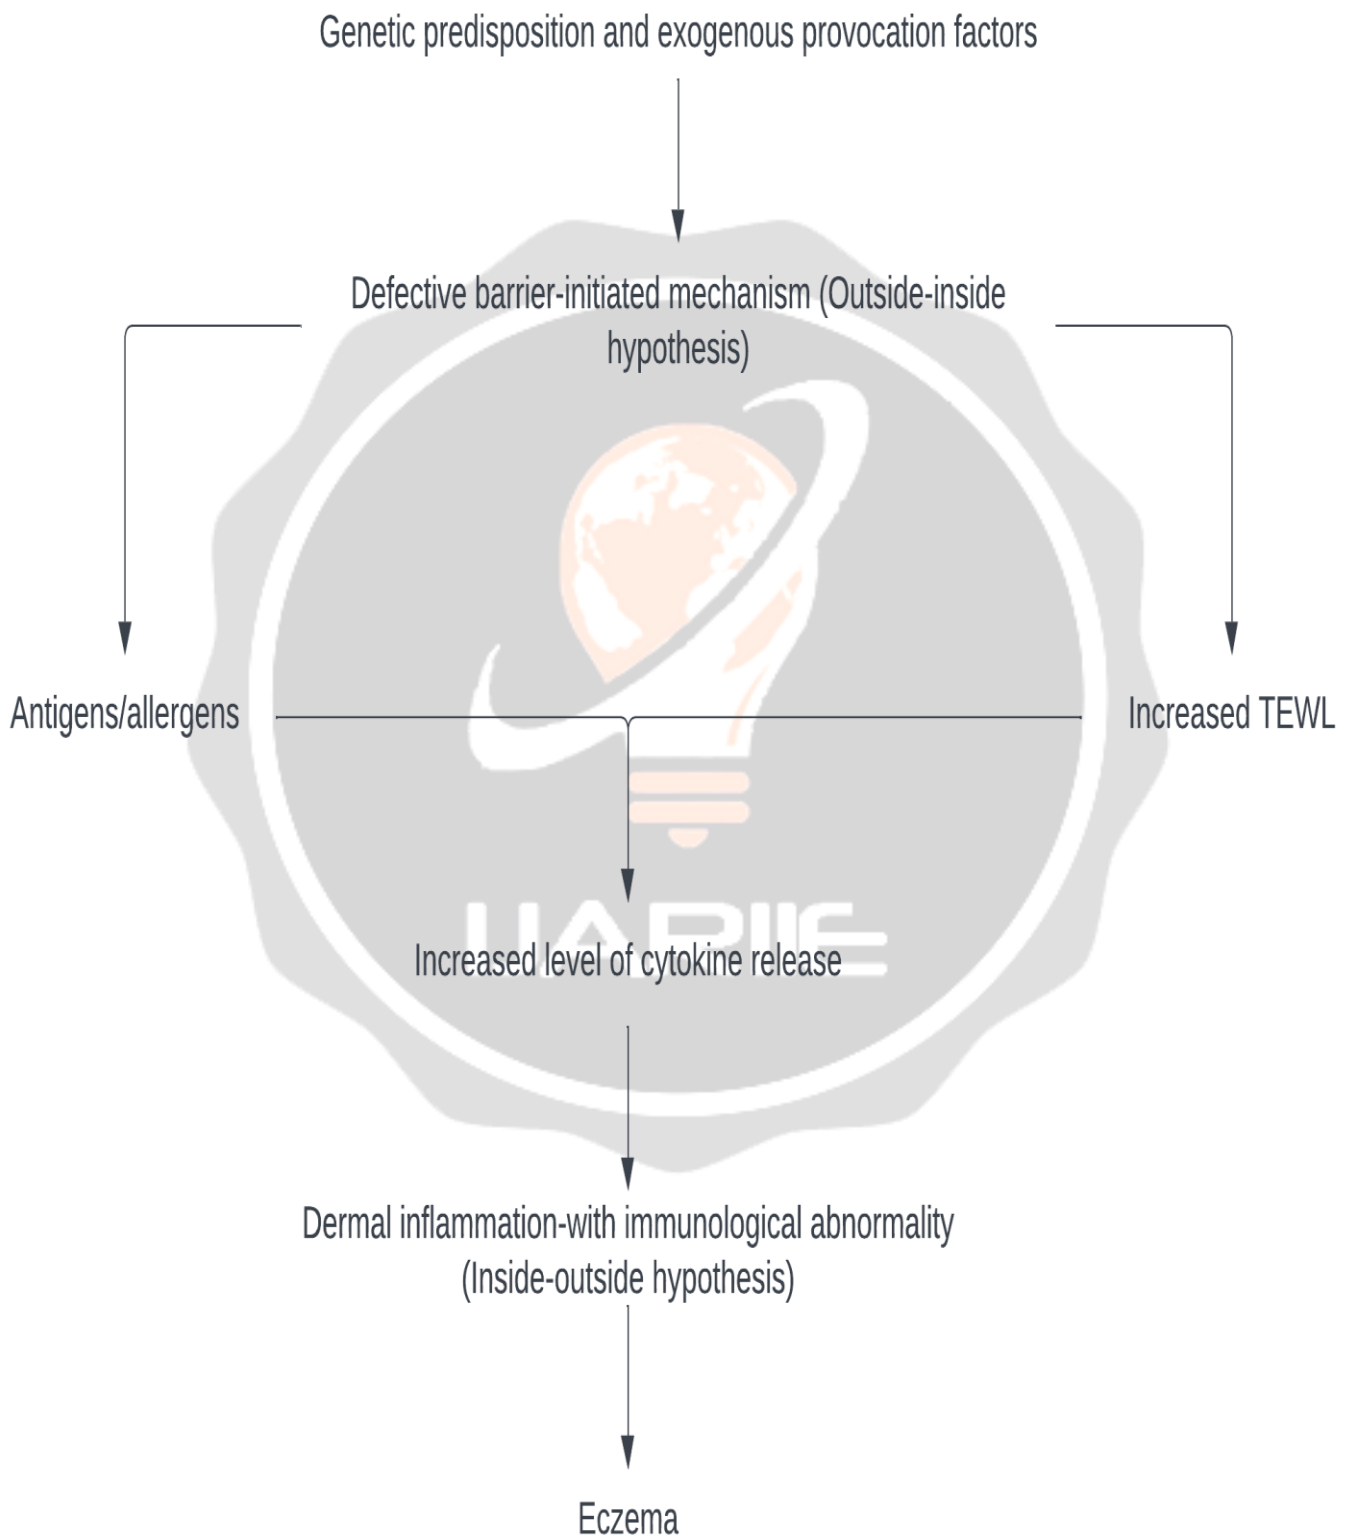 Genetic predisposition and exogenous provocation factors
Defective barrier-initiated mechanism (Outside-inside
hypothesis)
Antigens/allergens
Increased TEWL
IJARIIE
Increased level of cytokine release
Dermal inflammation-with immunological abnormality
(Inside-outside hypothesis)
Eczema